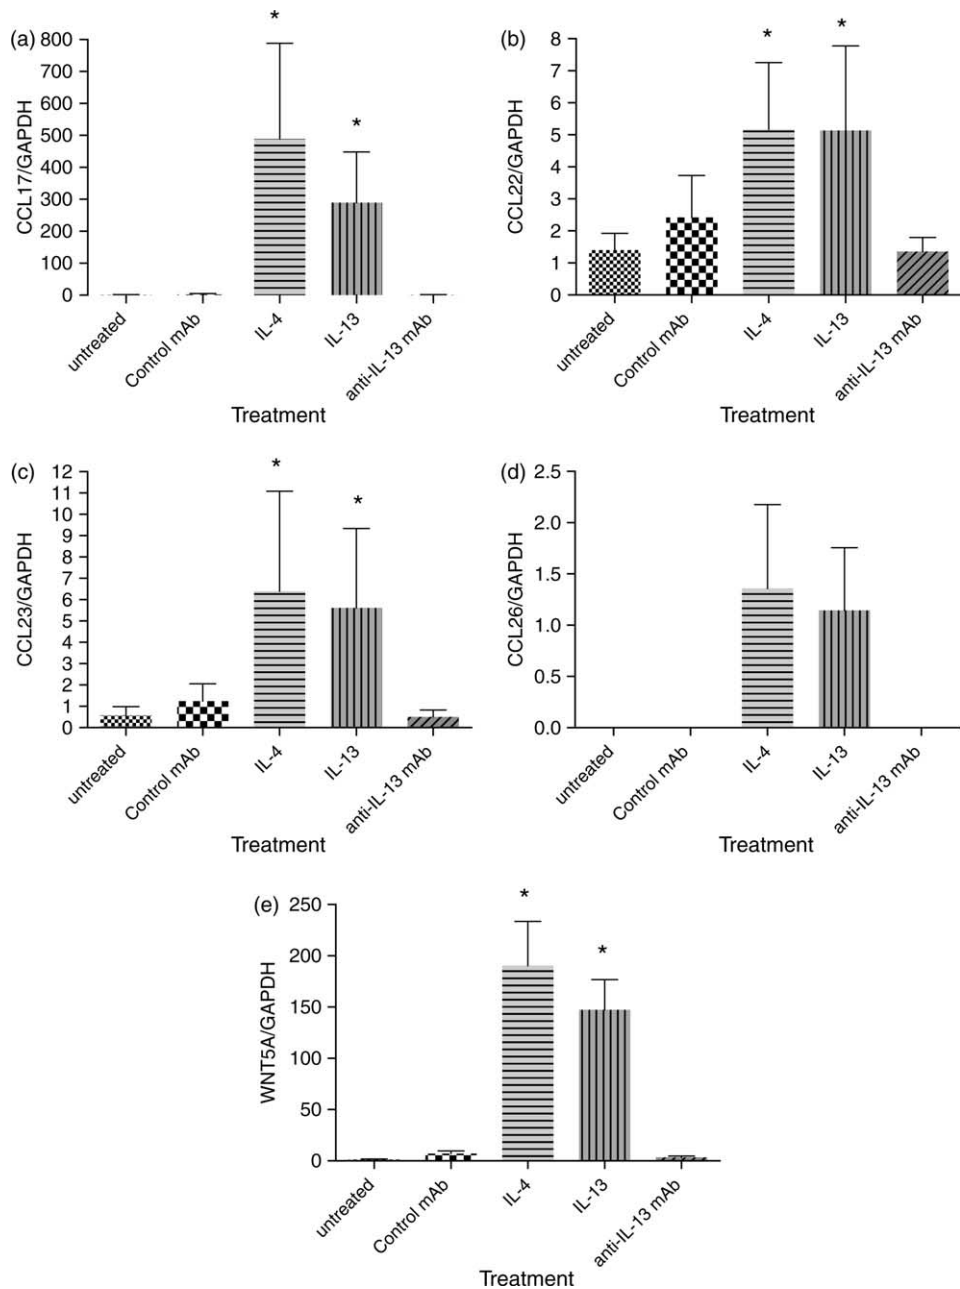 (a)
*
*
800
700
600
500
400
300
200
100
0
CCL17/GAPDH
untreated
Control mAb
IL-4
IL-13
anti-IL-13 mAb
Treatment
(b)
*
*
8
7
6
5
4
3
2
1
0
CCL22/GAPDH
untreated
Control mAb
IL-4
IL-13
anti-IL-13 mAb
Treatment
(c)
*
*
12
11
10
9
8
7
6
5
4
3
2
1
0
CCL23/GAPDH
untreated
Control mAb
IL-4
IL-13
anti-IL-13 mAb
Treatment
(d)
2.5
2.0
1.5
1.0
0.5
0.0
CCL26/GAPDH
untreated
Control mAb
IL-4
IL-13
anti-IL-13 mAb
Treatment
(e)
*
*
250
200
150
100
50
0
WNT5A/GAPDH
untreated
Control mAb
IL-4
IL-13
anti-IL-13 mAb
Treatment